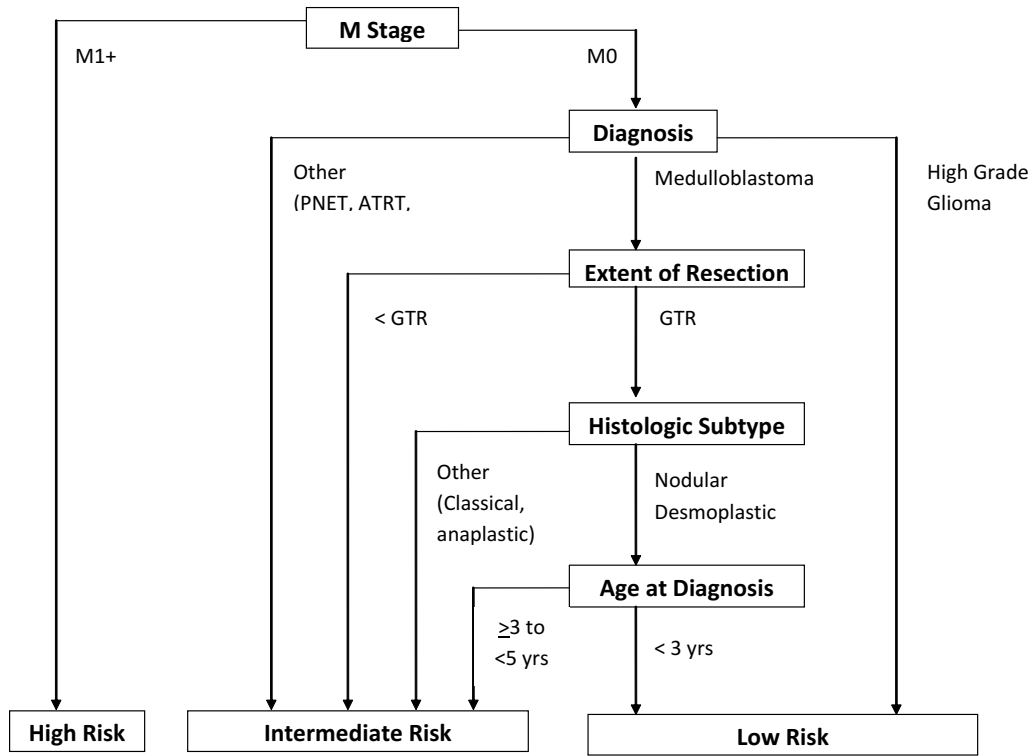 M Stage
M1+
M0
Diagnosis
Other
(PNET, ATRT,
Medulloblastoma
High Grade
Glioma
Extent of Resection
< GTR
GTR
Histologic Subtype
Other
(Classical,
anaplastic)
Nodular
Desmoplastic
Age at Diagnosis
≥3 to
<5 yrs
< 3 yrs
High Risk
Intermediate Risk
Low Risk